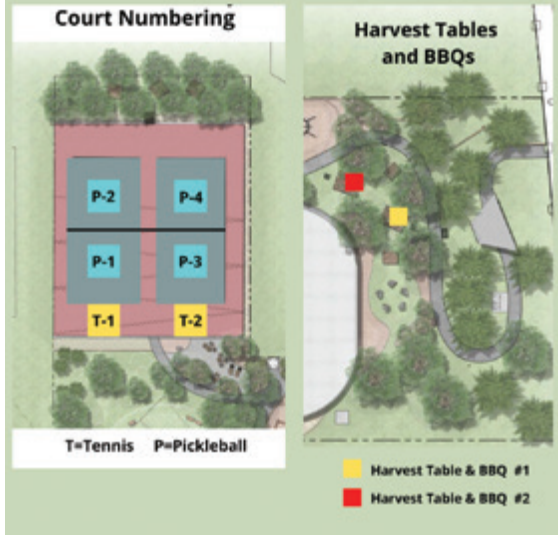 Court Numbering
P-2 P-4
P-1 P-3
T-1 T-2
T=Tennis P=Pickleball
Harvest Tables
and BBQs
Harvest Table & BBQ #1
Harvest Table & BBQ #2